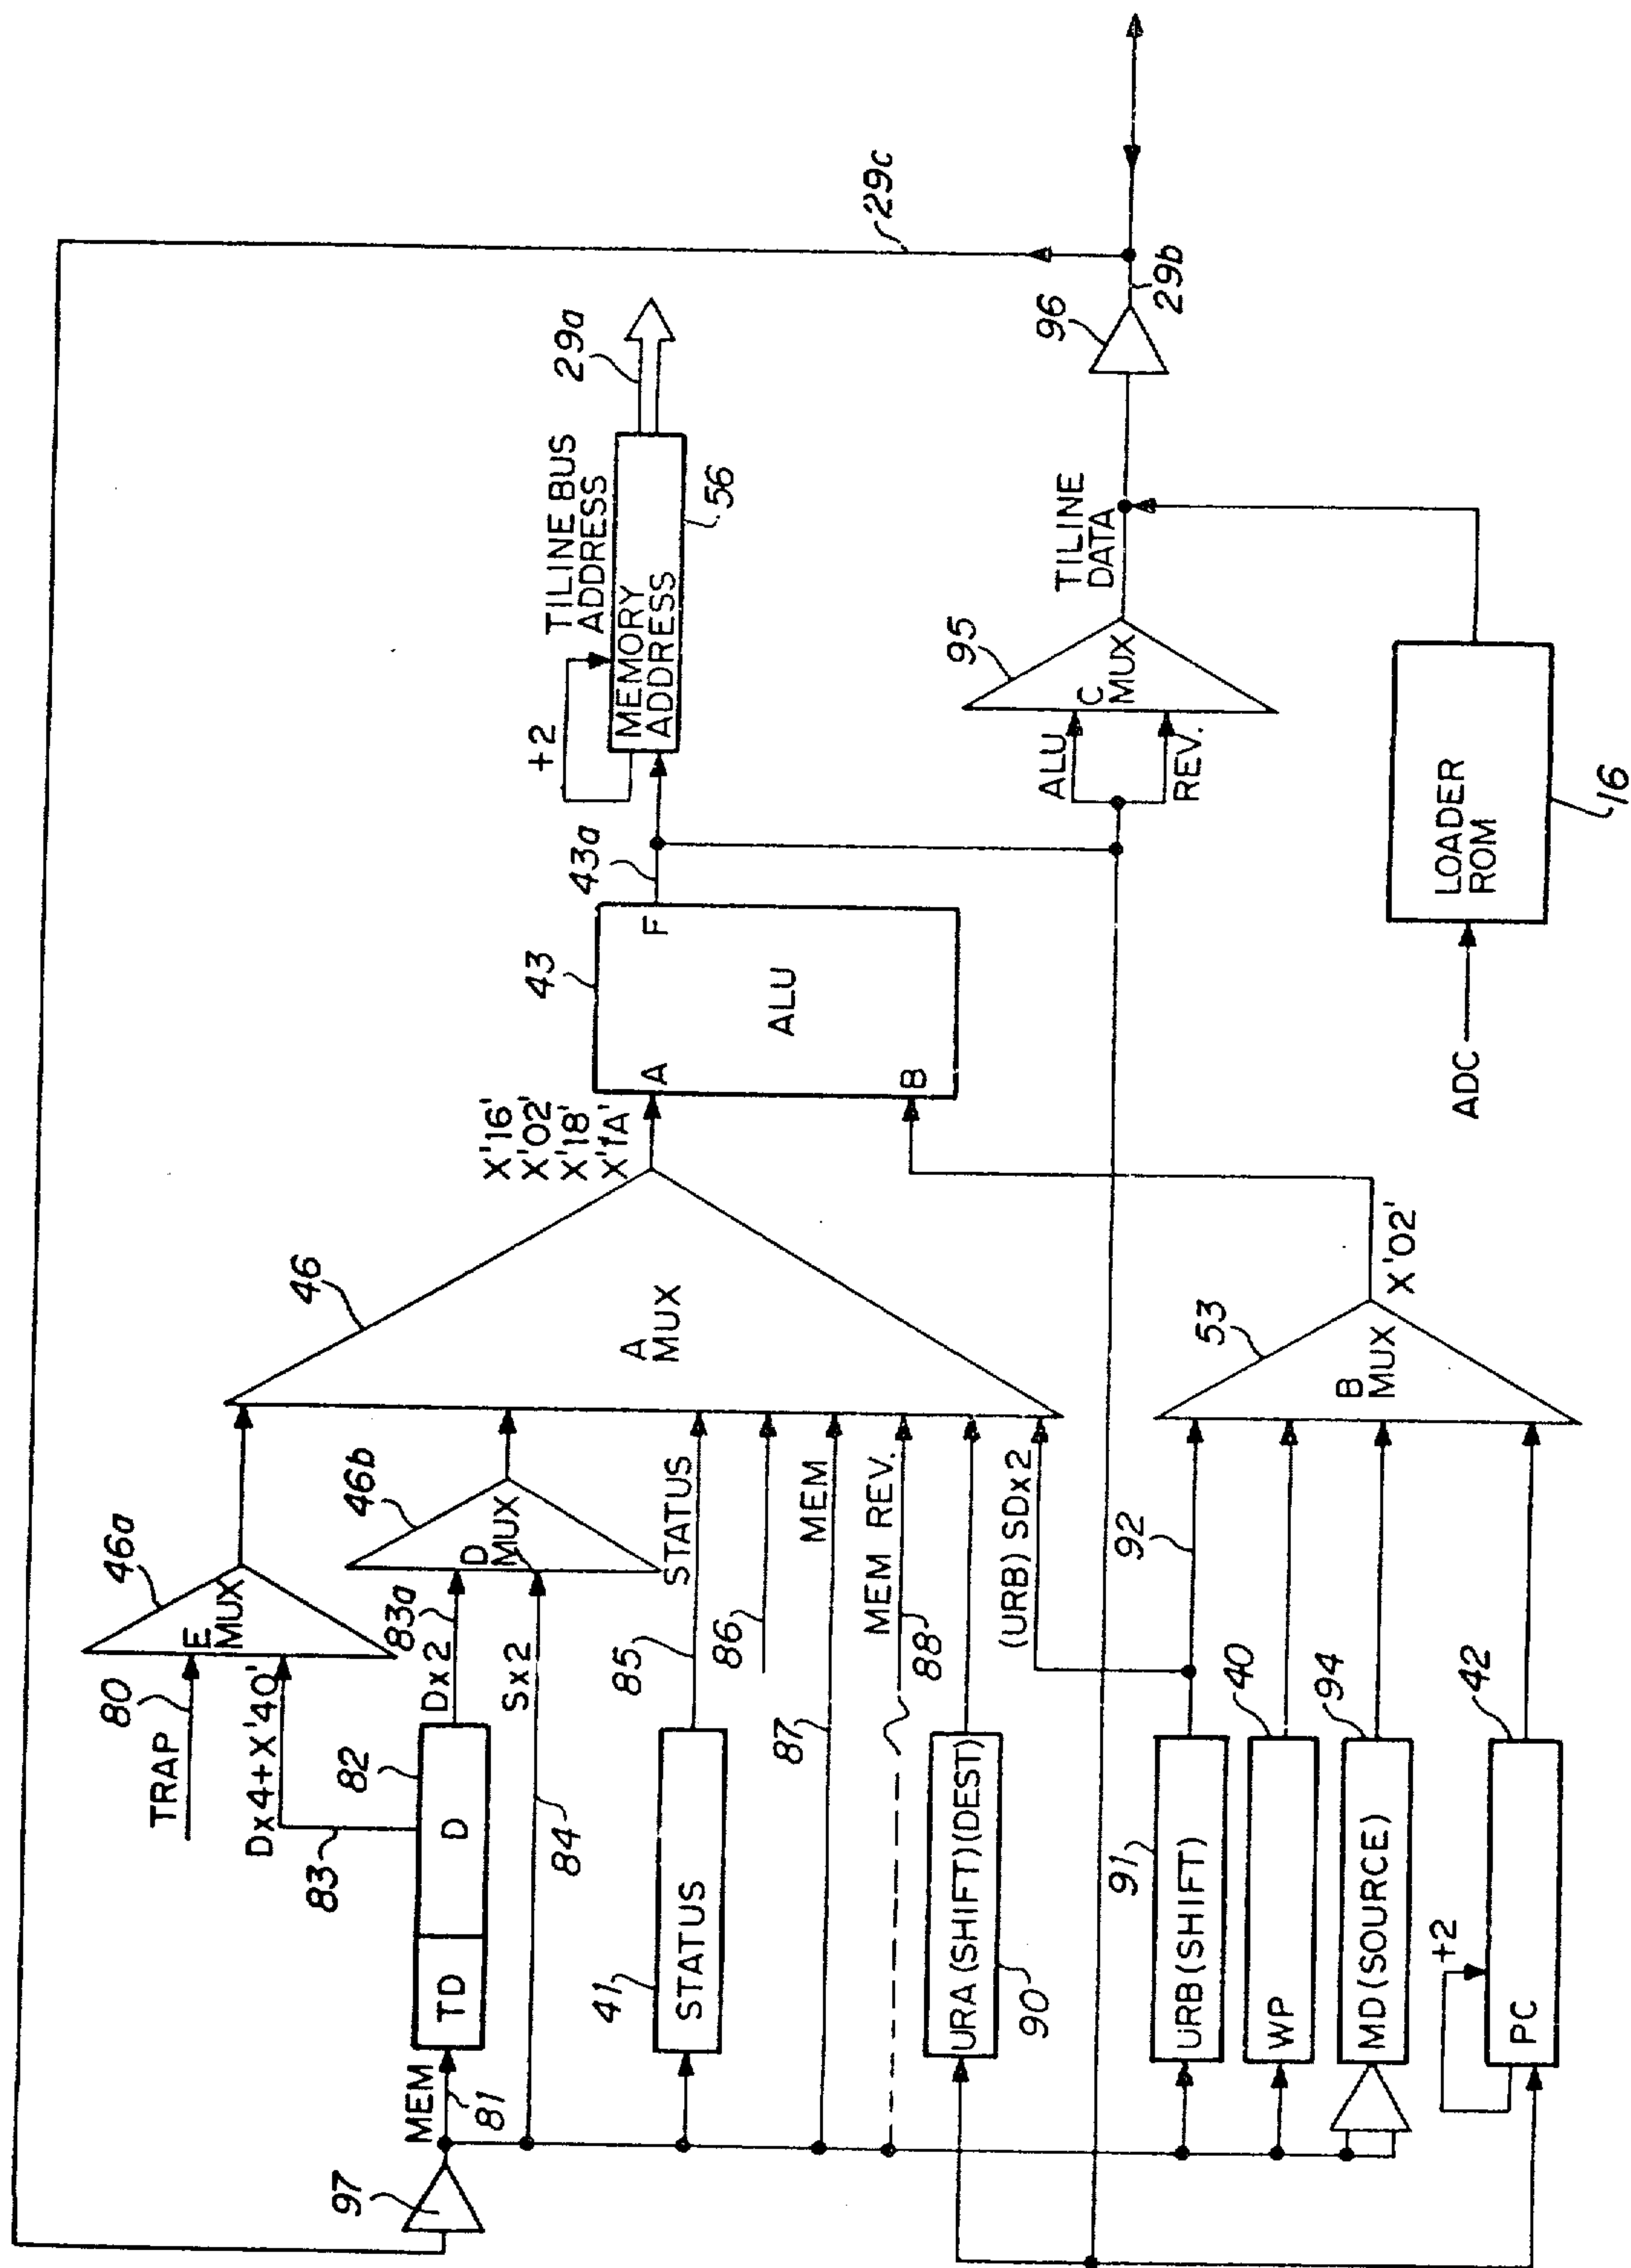 29c
TILINE BUS
ADDRESS
29a
+2
MEMORY
ADDRESS
56
96
29b
TILINE
DATA
95
C
MUX
ALU
REV.
LOADER
ROM
16
ADC
43a
43
F
ALU
A
B
X'16'
X'02'
X'18'
X'1A'
46
A
MUX
53
B
MUX
X'02'
46a
E
MUX
46b
D
MUX
TRAP
80
Dx4+X'40'
83
Dx2
83a
Sx2
84
82
TD
D
MEM
81
97
STATUS
85
41
STATUS
86
MEM
87
MEM REV.
88
URA(SHIFT)(DEST)
90
(URB) SDx2
92
91
URB(SHIFT)
40
WP
94
MD(SOURCE)
42
+2
PC